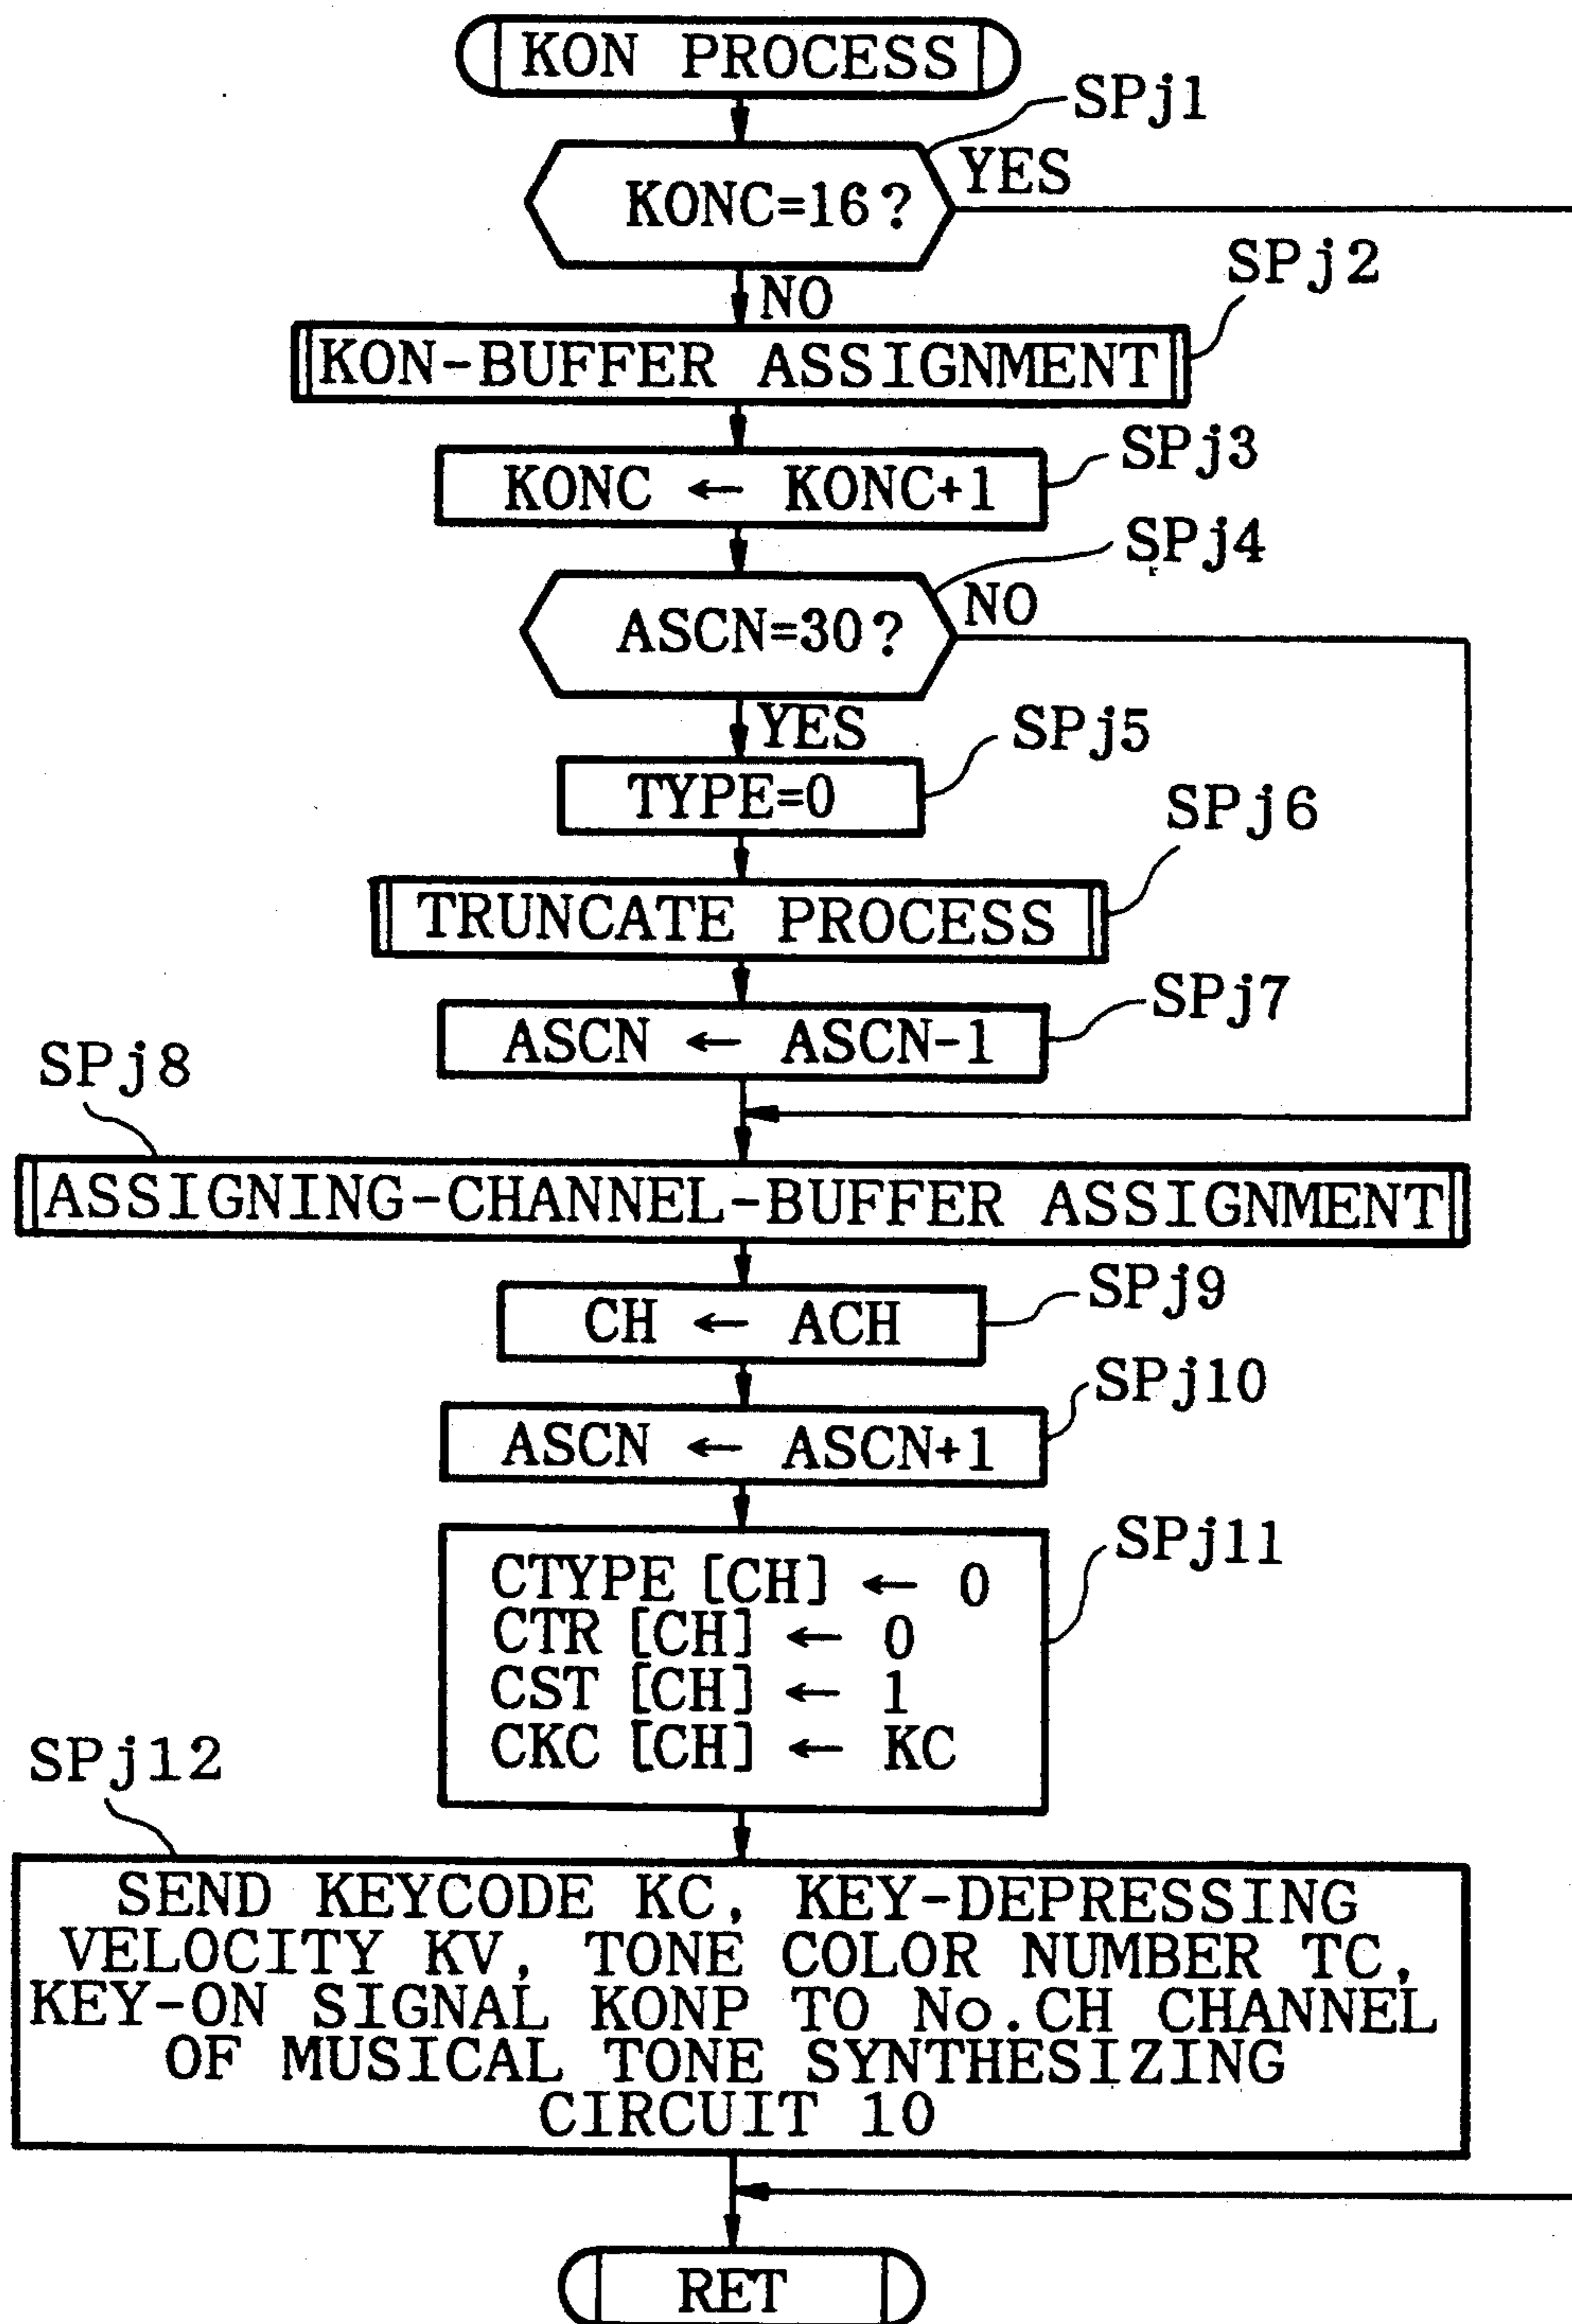 KON PROCESS
SPj1
KONC=16?
YES
SPj2
NO
KON-BUFFER ASSIGNMENT
SPj3
KONC ← KONC+1
SPj4
ASCN=30?
NO
YES
SPj5
TYPE=0
SPj6
TRUNCATE PROCESS
SPj7
ASCN ← ASCN-1
SPj8
ASSIGNING-CHANNEL-BUFFER ASSIGNMENT
SPj9
CH ← ACH
SPj10
ASCN ← ASCN+1
SPj11
CTYPE [CH] ← 0
CTR [CH] ← 0
CST [CH] ← 1
CKC [CH] ← KC
SPj12
SEND KEYCODE KC, KEY-DEPRESSING
VELOCITY KV, TONE COLOR NUMBER TC,
KEY-ON SIGNAL KONP TO No.CH CHANNEL
OF MUSICAL TONE SYNTHESIZING
CIRCUIT 10
RET